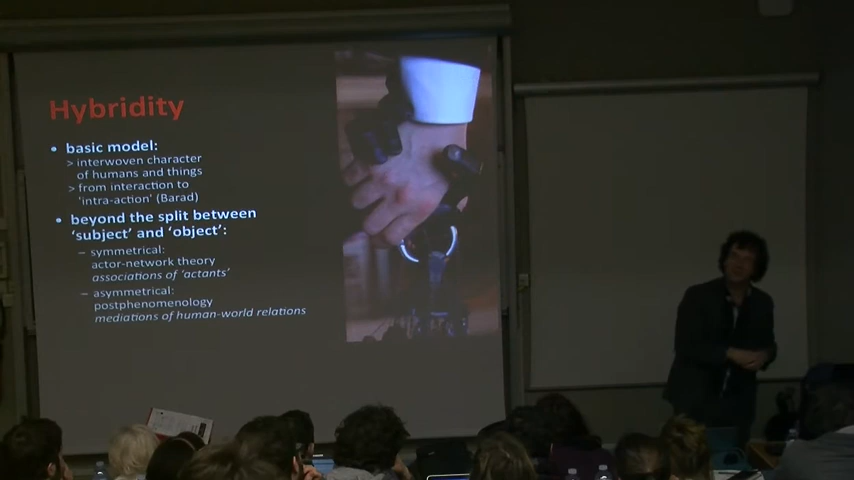 Hybridity
• basic model:
> interwoven character
of humans and things
> from interaction to
'intra-action' (Barad)
• beyond the split between
'subject' and 'object':
– symmetrical:
actor-network theory
associations of 'actants'
– asymmetrical:
postphenomenology
mediations of human-world relations